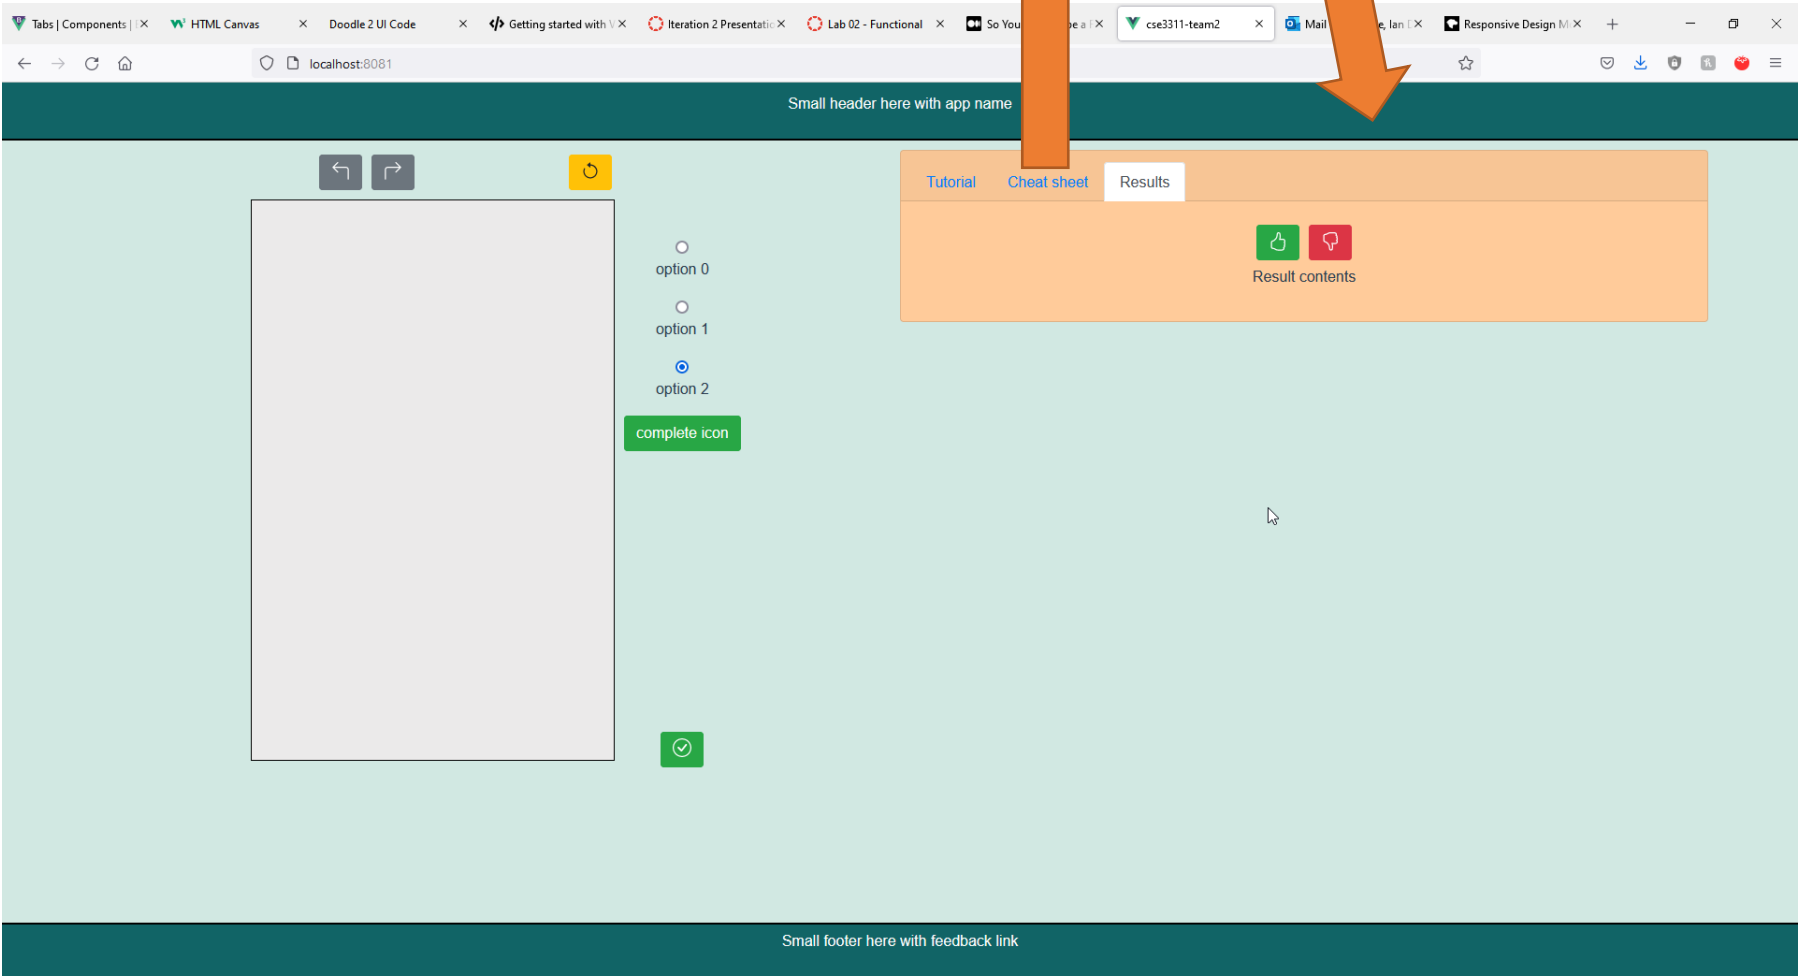 Tabs | Components |
HTML Canvas
Doodle 2 UI Code
Getting started with V
Iteration 2 Presentatio
Lab 02 - Functional
So You be a F
cse3311-team2
Mail e, Ian D
Responsive Design M
localhost:8081
Small header here with app name
Tutorial
Cheat sheet
Results
option 0
Result contents
option 1
option 2
complete icon
Small footer here with feedback link